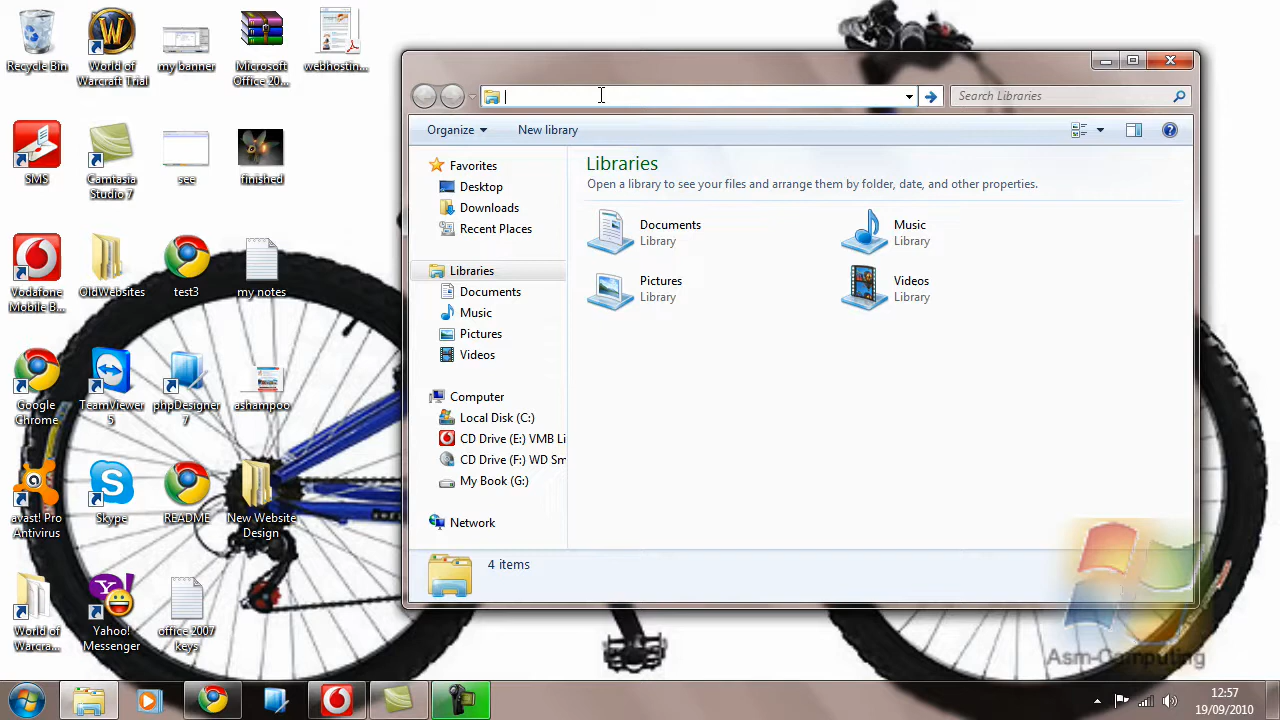 Recycle Bin
World of
Warcraft Trial
my banner
Microsoft
Office 20...
webhostin...
SMS
Camtasia
Studio 7
see
finished
Vodafone
Mobile B...
OldWebsites
test3
my notes
Google
Chrome
TeamViewer
5
phpDesigner
7
ashampoo
avast! Pro
Antivirus
Skype
README
New Website
Design
World of
Warcra...
Yahoo!
Messenger
office 2007
keys
Search Libraries
Favorites
Desktop
Downloads
Recent Places
Libraries
Documents
Music
Pictures
Videos
Computer
Local Disk (C:)
CD Drive (E:) VMB Li
CD Drive (F:) WD Sm
My Book (G:)
Network
Libraries
Open a library to see your files and arrange them by folder, date, and other properties.
Documents
Library
Music
Library
Library
Videos
Library
4 items
Asm Computing
12:57
19/09/2010